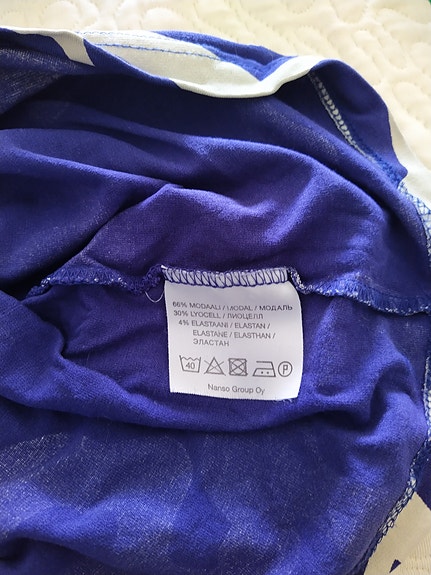 66% MODAALI / MODAL / МОДАЛЬ
30% LYOCELL / ЛИОЦЕЛЛ
4% ELASTAANI / ELASTAN /
ELASTANE / ELASTHAN /
ЭЛАСТАН
40 P
Nanso Group Oy